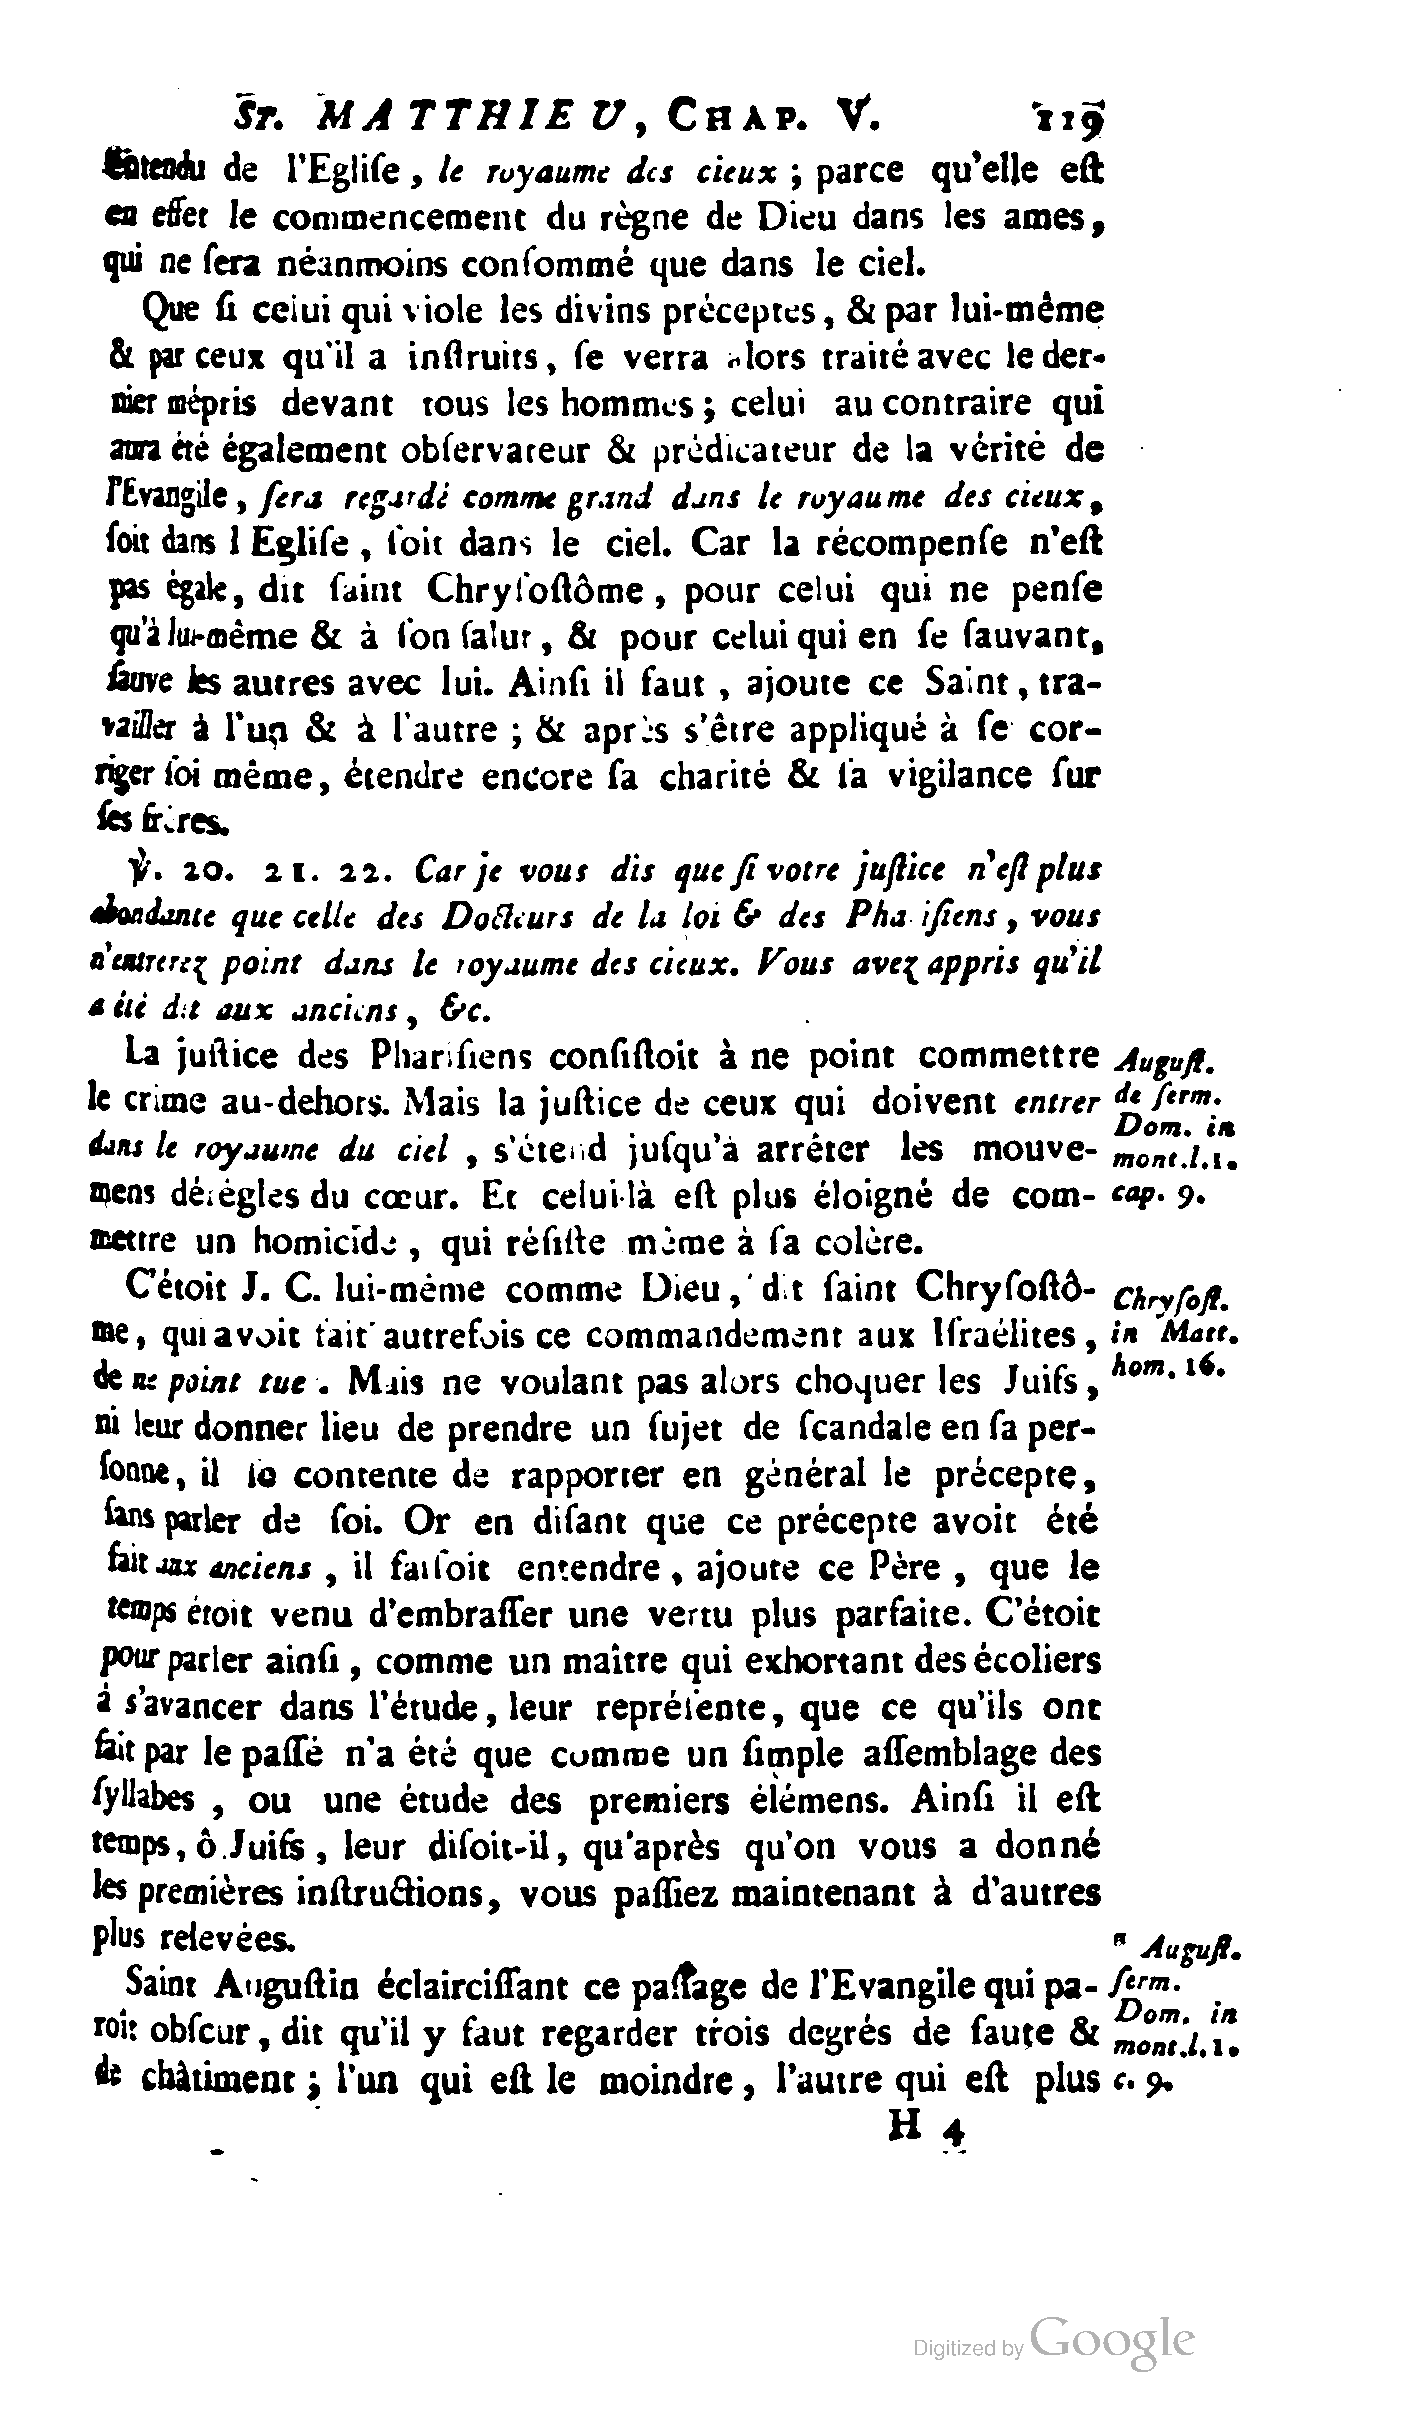 St. MATTHIEU, CHAP. V. 119
entendu de l'Egliſe, le royaume des cieux ; parce qu'elle eſt
en effet le commencement du règne de Dieu dans les ames,
qui ne ſera néanmoins conſommé que dans le ciel.
Que ſi celui qui viole les divins préceptes, & par lui-même
& par ceux qu'il a inſtruits, ſe verra alors traité avec le der-
nier mépris devant tous les hommes ; celui au contraire qui
aura été également obſervateur & prédicateur de la vérité de
l'Evangile, ſera regardé comme grand dans le royaume des cieux,
ſoit dans l Egliſe, ſoit dans le ciel. Car la récompenſe n'eſt
pas égale, dit ſaint Chryſoſtôme, pour celui qui ne penſe
qu'à lui-même & à ſon ſalut, & pour celui qui en ſe ſauvant,
ſauve les autres avec lui. Ainſi il faut, ajoute ce Saint, tra-
vailler à l'un & à l'autre ; & après s'être appliqué à ſe cor-
riger ſoi même, étendre encore ſa charité & ſa vigilance ſur
ſes frères.
℣. 20. 21. 22. Car je vous dis que ſi votre juſtice n'eſt plus
abondante que celle des Docteurs de la loi & des Phariſiens, vous
n'entrerez point dans le royaume des cieux. Vous avez appris qu'il
a été dit aux anciens, &c.
La juſtice des Phariſiens conſiſtoit à ne point commettre
le crime au-dehors. Mais la juſtice de ceux qui doivent entrer
dans le royaume du ciel, s'étend juſqu'à arrêter les mouve-
mens déréglés du cœur. Et celui-là eſt plus éloigné de com-
mettre un homicide, qui réſiſte même à ſa colère.
Auguſt.
de ſerm.
Dom. in
mont.l.1.
cap. 9.
C'étoit J. C. lui-même comme Dieu, dit ſaint Chryſoſtô-
me, qui avoit fait autrefois ce commandement aux Iſraélites,
de ne point tuer. Mais ne voulant pas alors choquer les Juifs,
ni leur donner lieu de prendre un ſujet de ſcandale en ſa per-
ſonne, il ſe contente de rapporter en général le précepte,
ſans parler de ſoi. Or en diſant que ce précepte avoit été
fait aux anciens, il faiſoit entendre, ajoute ce Père, que le
temps étoit venu d'embraſſer une vertu plus parfaite. C'étoit
pour parler ainſi, comme un maître qui exhortant des écoliers
à s'avancer dans l'étude, leur repréſente, que ce qu'ils ont
fait par le paſſé n'a été que comme un ſimple aſſemblage des
ſyllabes, ou une étude des premiers élémens. Ainſi il eſt
temps, ô Juifs, leur diſoit-il, qu'après qu'on vous a donné
les premières inſtructions, vous paſſiez maintenant à d'autres
plus relevées.
Chryſoſt.
in Matt.
hom. 16.
Saint Auguſtin éclairciſſant ce paſſage de l'Evangile qui pa-
roît obſcur, dit qu'il y faut regarder trois degrés de faute &
de châtiment ; l'un qui eſt le moindre, l'autre qui eſt plus
" Auguſt.
ſerm.
Dom. in
mont.l.1.
c. 9.
H 4
Digitized by Google